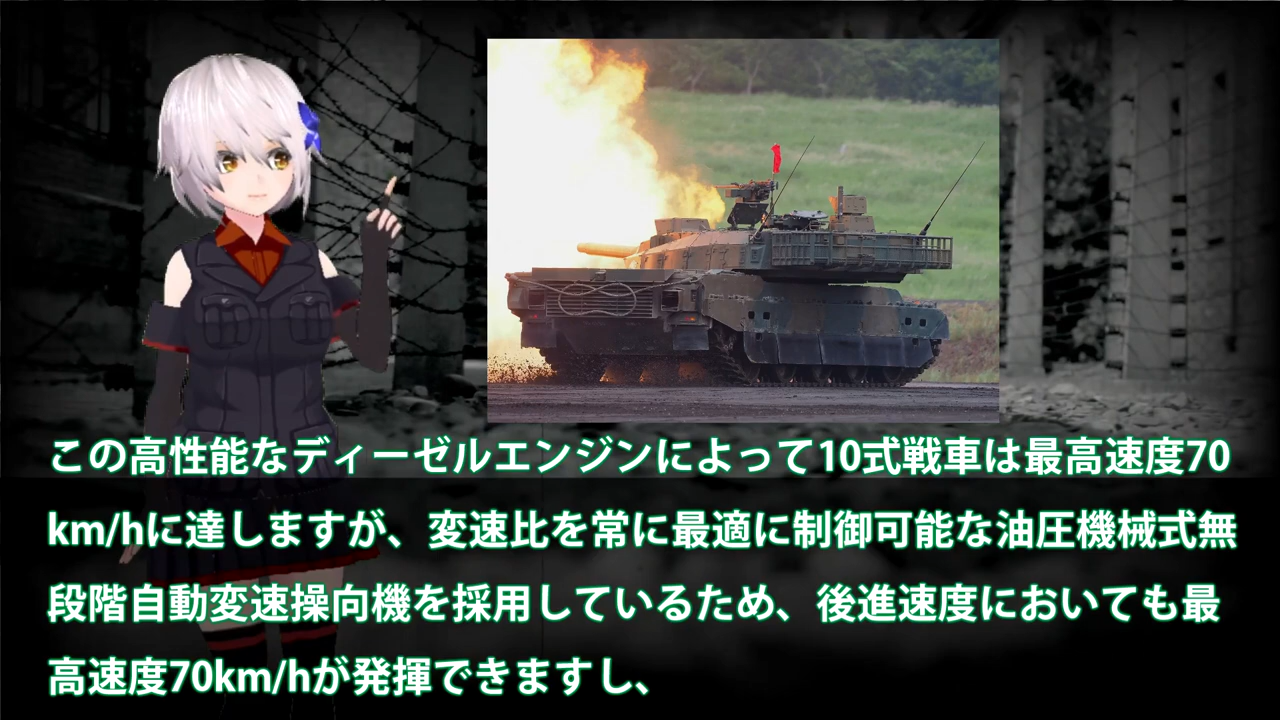 この高性能なディーゼルエンジンによって10式戦車は最高速度70
km/hに達しますが、変速比を常に最適に制御可能な油圧機械式無
段階自動変速操向機を採用しているため、後進速度においても最
高速度70km/hが発揮できますし、